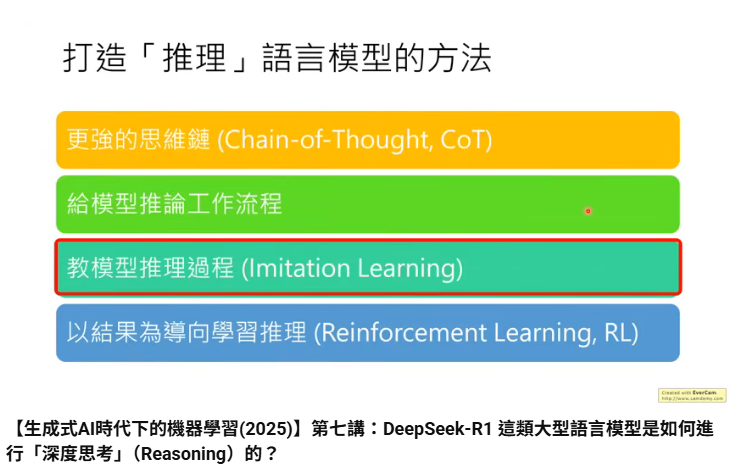 打造「推理」語言模型的方法
更強的思維鏈 (Chain-of-Thought, CoT)
給模型推論工作流程
教模型推理過程 (Imitation Learning)
以結果為導向學習推理 (Reinforcement Learning, RL)
Created with EverCam.
http://www.camdemy.com
【生成式AI時代下的機器學習(2025)】第七講：DeepSeek-R1 這類大型語言模型是如何進
行「深度思考」（Reasoning）的？